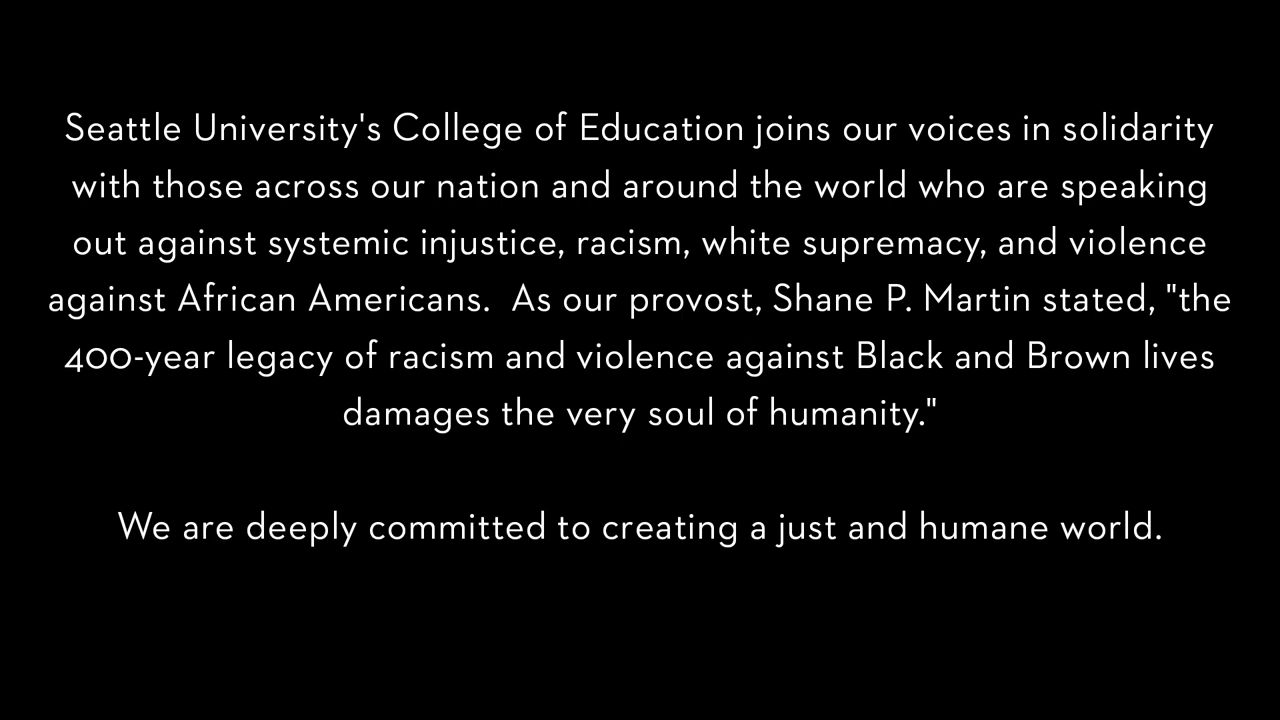 Seattle University's College of Education joins our voices in solidarity
with those across our nation and around the world who are speaking
out against systemic injustice, racism, white supremacy, and violence
against African Americans.  As our provost, Shane P. Martin stated, "the
400-year legacy of racism and violence against Black and Brown lives
damages the very soul of humanity."
We are deeply committed to creating a just and humane world.